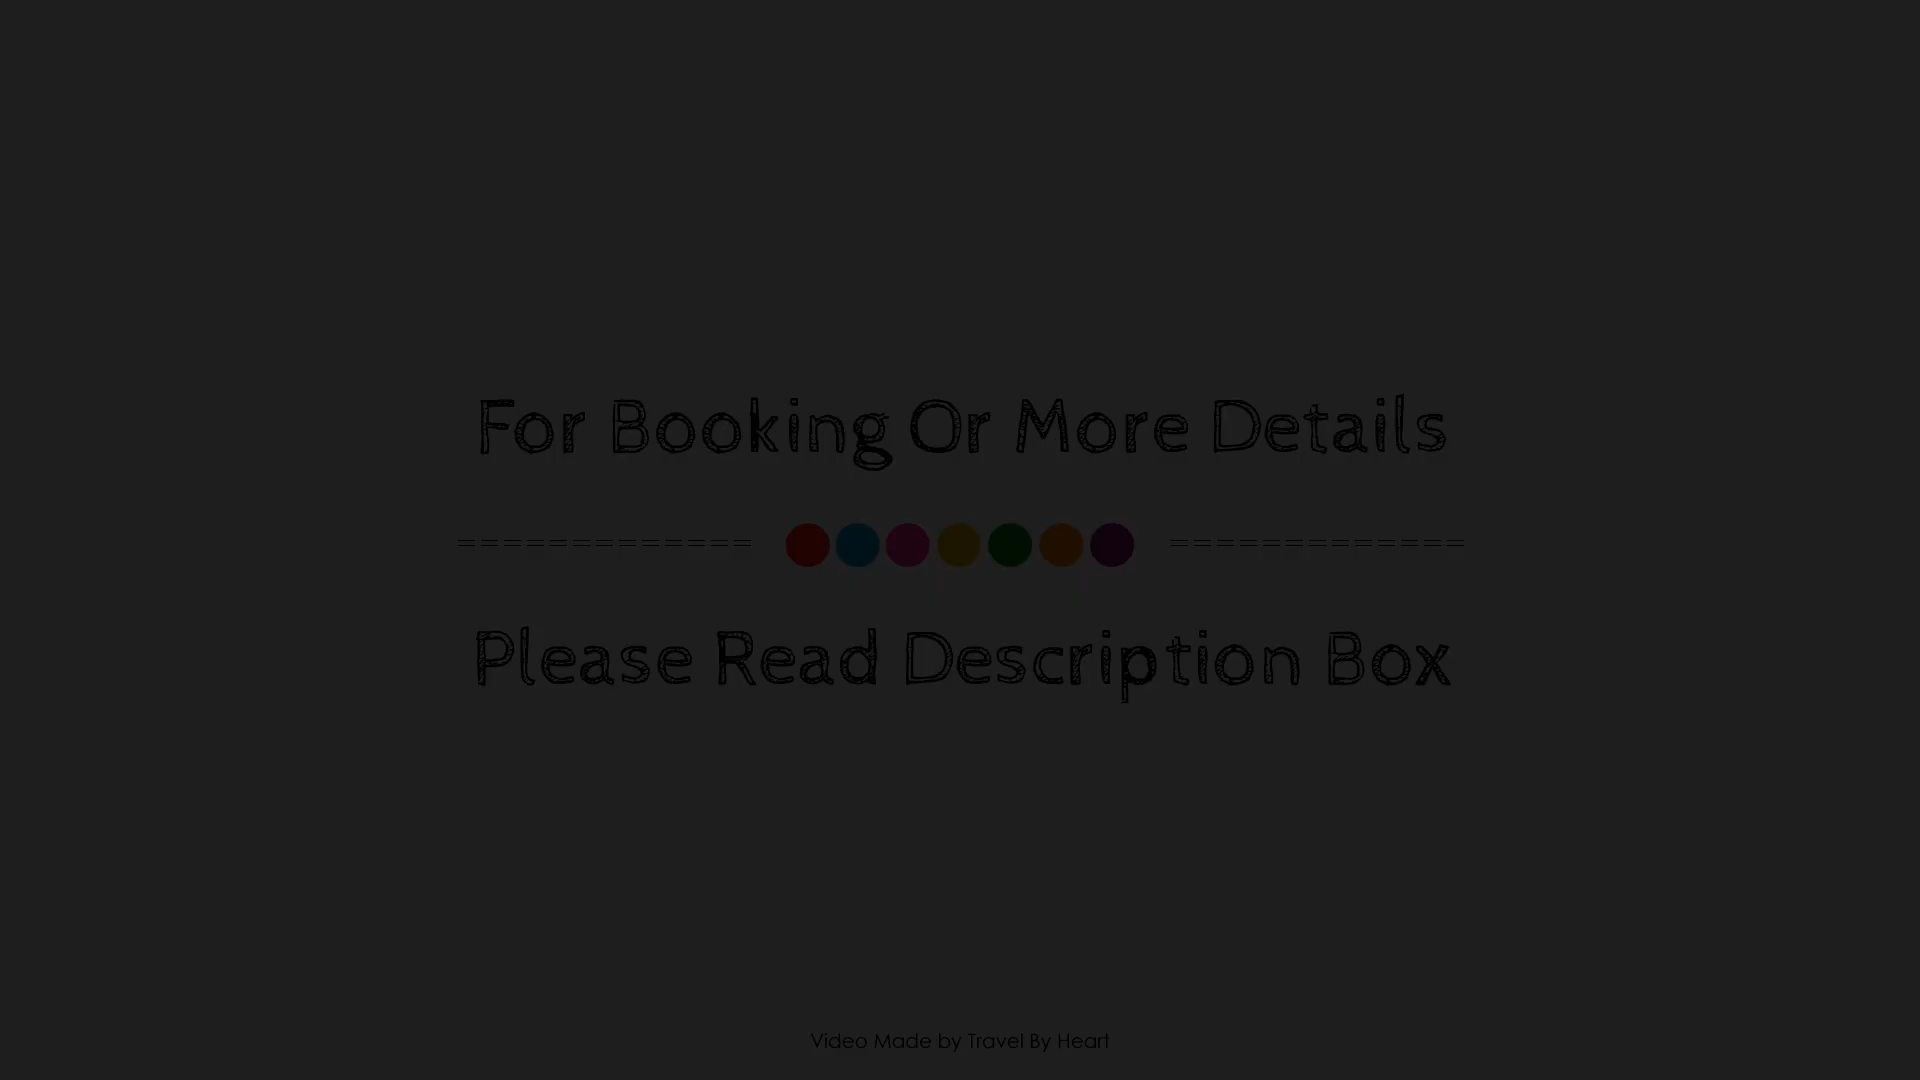 For Booking Or More Details
============= =============
Please Read Description Box
Video Made by Travel By Heart